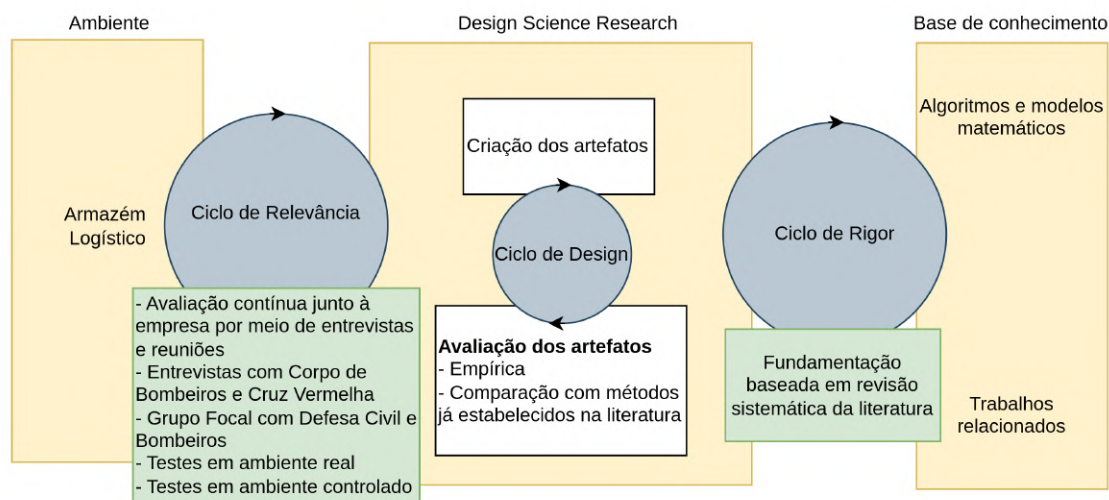 Ambiente
Design Science Research
Base de conhecimento
Armazém
Logístico
Ciclo de Relevância
- Avaliação contínua junto à
empresa por meio de entrevistas
e reuniões
- Entrevistas com Corpo de
Bombeiros e Cruz Vermelha
- Grupo Focal com Defesa Civil e
Bombeiros
- Testes em ambiente real
- Testes em ambiente controlado
Criação dos artefatos
Ciclo de Design
Avaliação dos artefatos
- Empírica
- Comparação com métodos
já estabelecidos na literatura
Ciclo de Rigor
Fundamentação
baseada em revisão
sistemática da literatura
Algoritmos e modelos
matemáticos
Trabalhos
relacionados